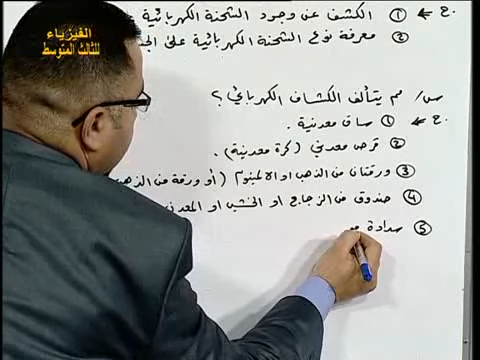 الفيزياء
للثالث المتوسط
ج ← ① الكشف عن وجود الشحنة الكهربائية
② معرفة نوع الشحنة الكهربائية على
س/ مم يتألف الكشاف الكهربائي ؟
ج ← ① ساق معدنية .
② قرص معدني (كرة معدنية) .
③ ورقتان من الذهب او الالمنيوم (أو ورقة من الذهب
④ صندوق من الزجاج او الخشب او المعدن
⑤ سدادة